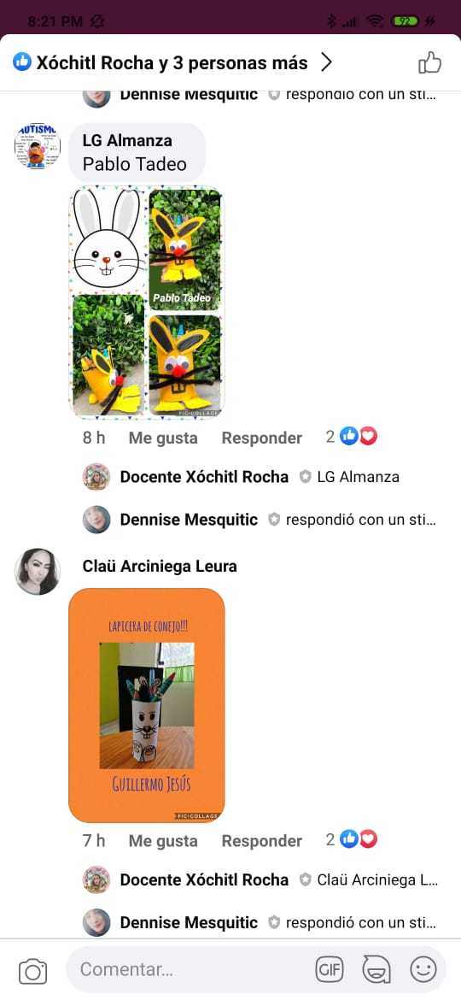 8:21 PM
92
Xóchitl Rocha y 3 personas más
Dennise Mesquitic respondió con un sti...
AUTISMO
LG Almanza
Pablo Tadeo
Pablo Tadeo
PIC•COLLAGE
8 h Me gusta Responder 2
Docente Xóchitl Rocha LG Almanza
Dennise Mesquitic respondió con un sti...
Claü Arciniega Leura
LAPICERA DE CONEJO!!!
GUILLERMO JESÚS
PIC•COLLAGE
7 h Me gusta Responder 2
Docente Xóchitl Rocha Claü Arciniega L...
Dennise Mesquitic respondió con un sti...
Comentar...
GIF